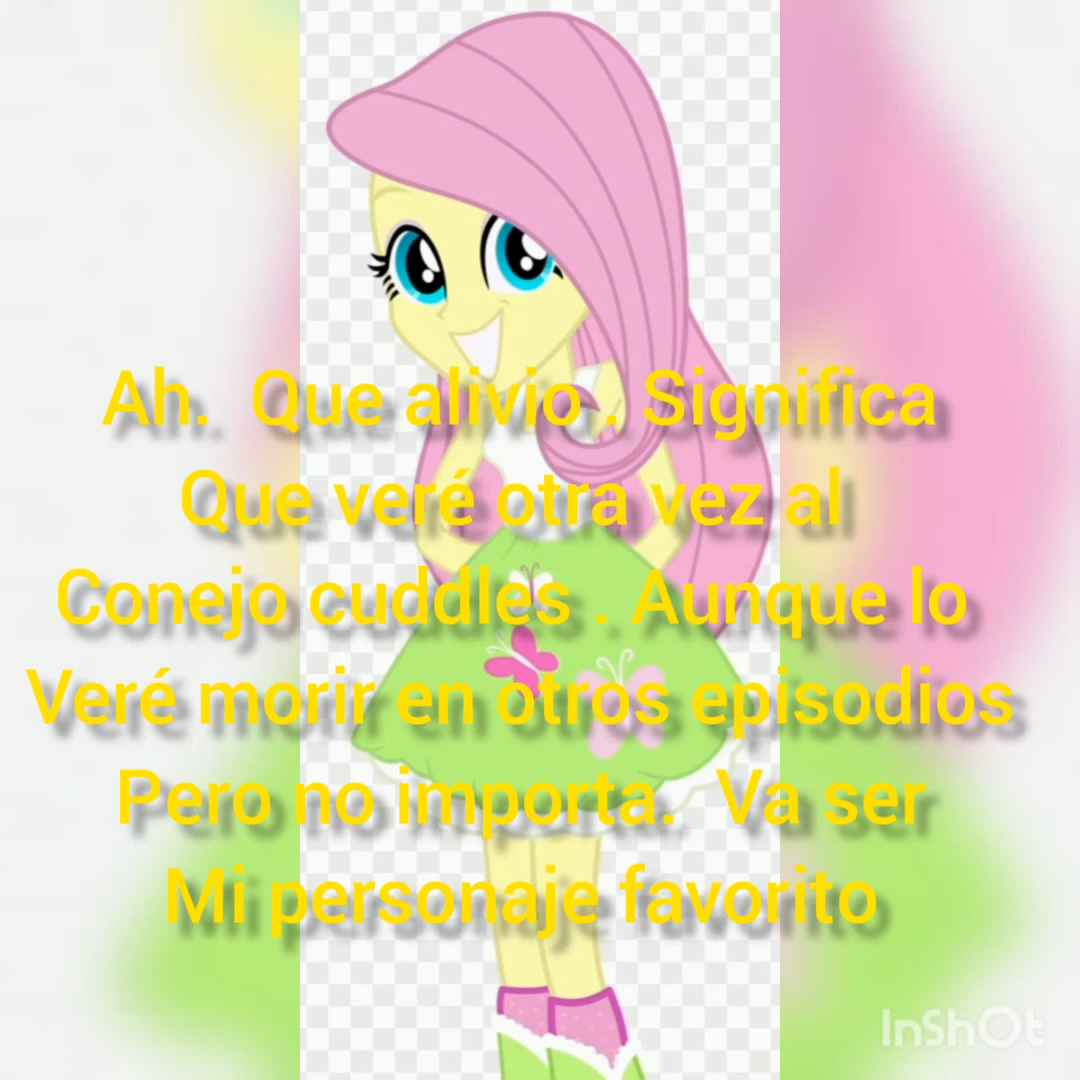 Ah.  Que alivio . Significa
Que veré otra vez al
Conejo cuddles . Aunque lo
Veré morir en otros episodios
Pero no importa.  Va ser
Mi personaje favorito
InShOt